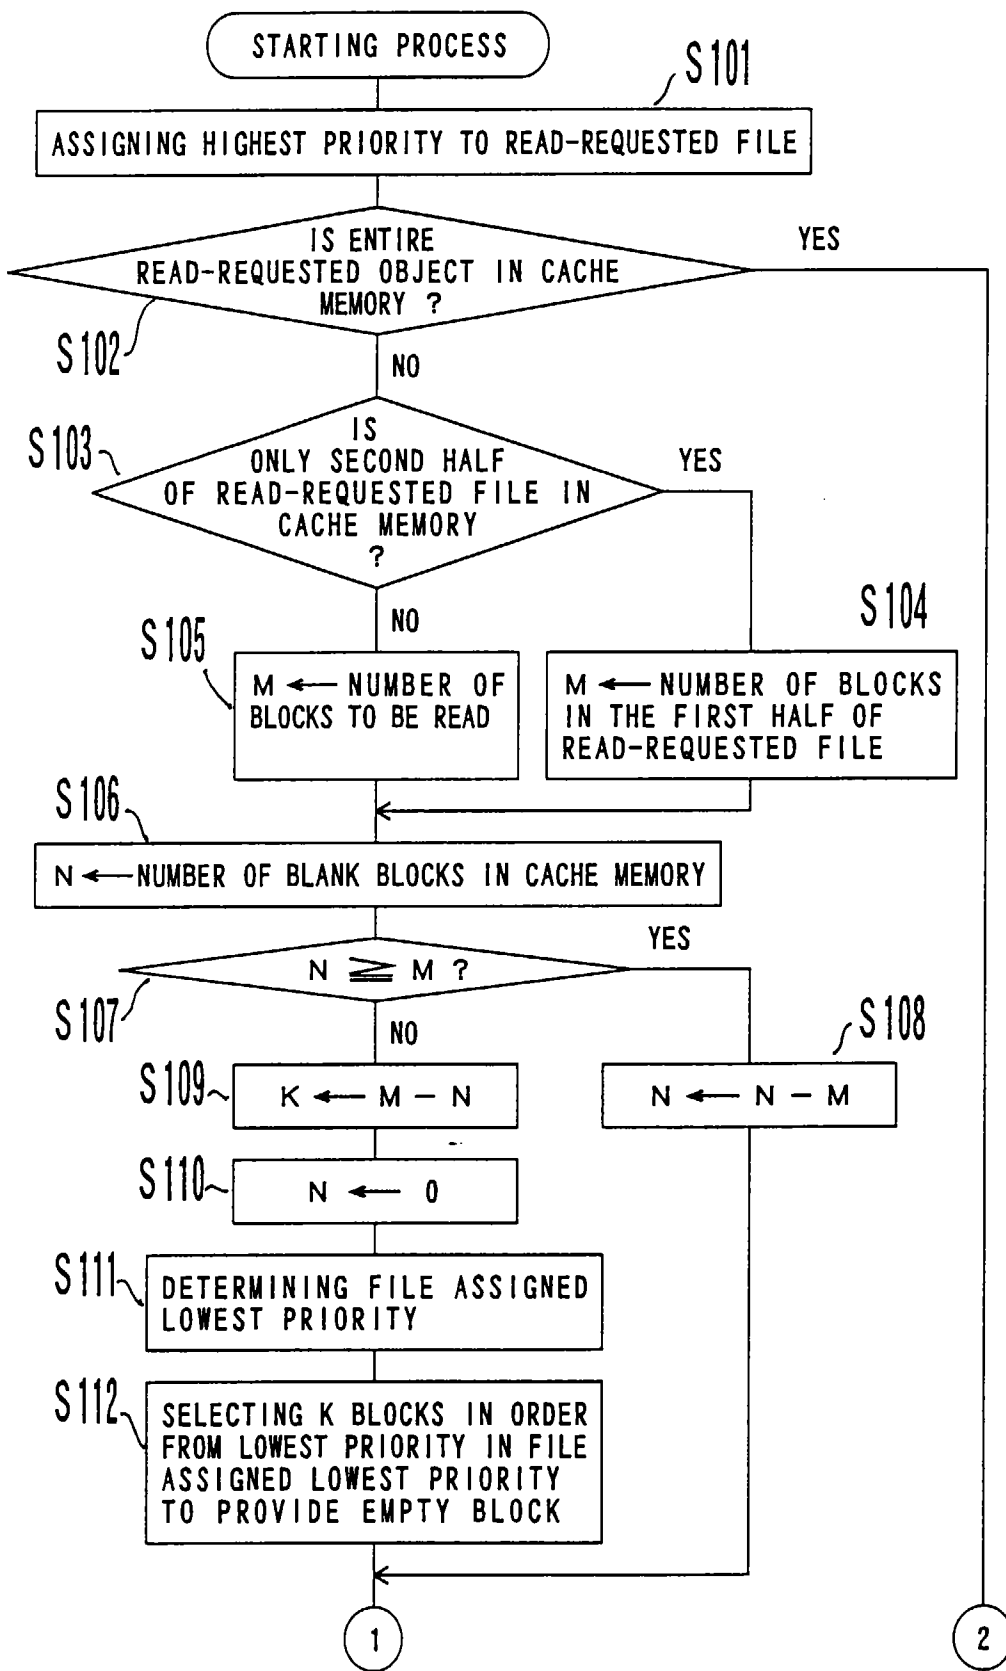 STARTING PROCESS
S101
ASSIGNING HIGHEST PRIORITY TO READ-REQUESTED FILE
IS ENTIRE
READ-REQUESTED OBJECT IN CACHE
MEMORY ?
YES
S102
NO
S103
IS
ONLY SECOND HALF
OF READ-REQUESTED FILE IN
CACHE MEMORY
?
YES
NO
S105
S104
M ← NUMBER OF
BLOCKS TO BE READ
M ← NUMBER OF BLOCKS
IN THE FIRST HALF OF
READ-REQUESTED FILE
S106
N ← NUMBER OF BLANK BLOCKS IN CACHE MEMORY
N ≧ M ?
YES
S107
NO
S108
S109
K ← M − N
N ← N − M
S110
N ← 0
S111
DETERMINING FILE ASSIGNED
LOWEST PRIORITY
S112
SELECTING K BLOCKS IN ORDER
FROM LOWEST PRIORITY IN FILE
ASSIGNED LOWEST PRIORITY
TO PROVIDE EMPTY BLOCK
1
2